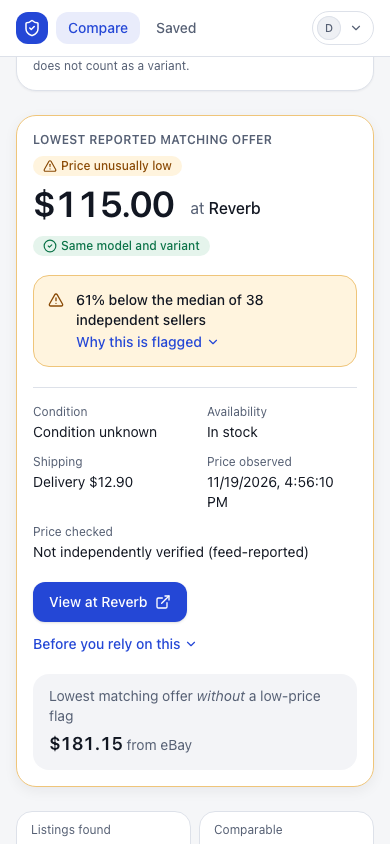 Compare
Saved
D
does not count as a variant.
LOWEST REPORTED MATCHING OFFER
Price unusually low
$115.00 at Reverb
Same model and variant
61% below the median of 38
independent sellers
Why this is flagged
Condition
Condition unknown
Availability
In stock
Shipping
Delivery $12.90
Price observed
11/19/2026, 4:56:10
PM
Price checked
Not independently verified (feed-reported)
View at Reverb
Before you rely on this
Lowest matching offer without a low-price
flag
$181.15 from eBay
Listings found
Comparable